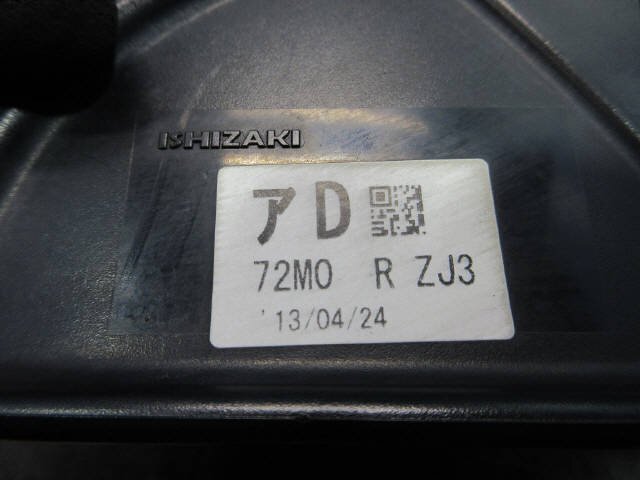 ISHIZAKI
アD
72M0 R ZJ3
'13/04/24